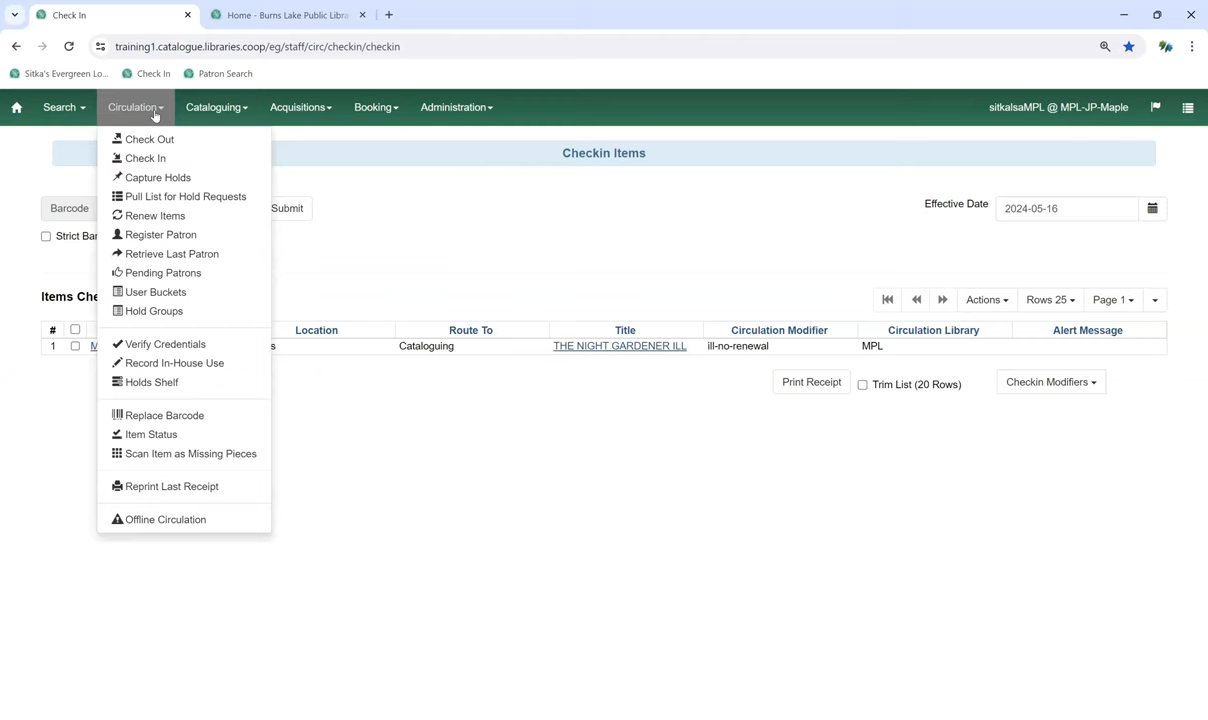 Check In
Home - Burns Lake Public Libra
training1.catalogue.libraries.coop/eg/staff/circ/checkin/checkin
Sitka's Evergreen Lo... Check In Patron Search
Search Circulation Cataloguing Acquisitions Booking Administration sitkalsaMPL @ MPL-JP-Maple
Check Out
Check In
Capture Holds
Pull List for Hold Requests
Renew Items
Register Patron
Retrieve Last Patron
Pending Patrons
User Buckets
Hold Groups
Verify Credentials
Record In-House Use
Holds Shelf
Replace Barcode
Item Status
Scan Item as Missing Pieces
Reprint Last Receipt
Offline Circulation
Checkin Items
Barcode Submit Effective Date 2024-05-16
Strict Bar
Items Che Actions Rows 25 Page 1
# Location Route To Title Circulation Modifier Circulation Library Alert Message
1 M s Cataloguing THE NIGHT GARDENER ILL ill-no-renewal MPL
Print Receipt Trim List (20 Rows) Checkin Modifiers